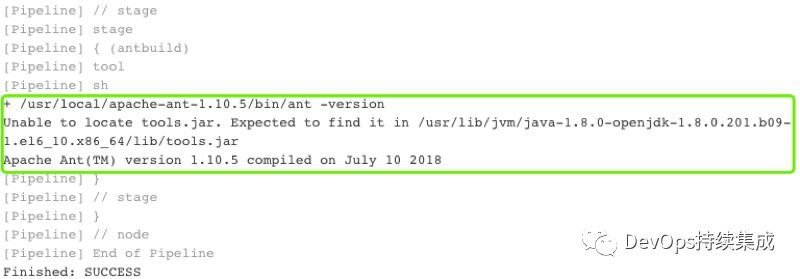 [Pipeline] // stage
[Pipeline] stage
[Pipeline] { (antbuild)
[Pipeline] tool
[Pipeline] sh
+ /usr/local/apache-ant-1.10.5/bin/ant -version
Unable to locate tools.jar. Expected to find it in /usr/lib/jvm/java-1.8.0-openjdk-1.8.0.201.b09-
1.el6_10.x86_64/lib/tools.jar
Apache Ant(TM) version 1.10.5 compiled on July 10 2018
[Pipeline] }
[Pipeline] // stage
[Pipeline] }
[Pipeline] // node
[Pipeline] End of Pipeline
Finished: SUCCESS
DevOps持续集成